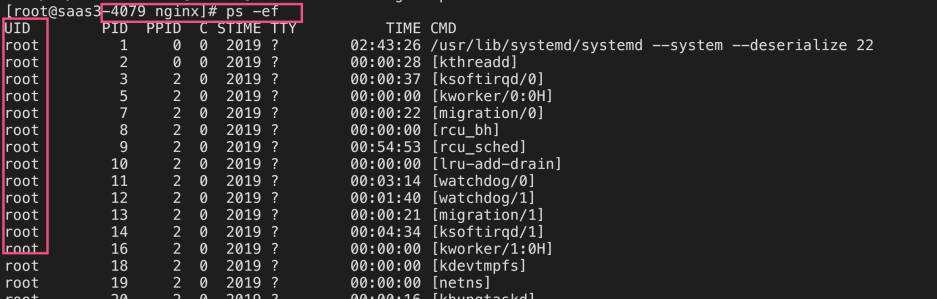 [root@saas3-4079 nginx]# ps -ef
UID        PID  PPID  C STIME TTY          TIME CMD
root         1     0  0  2019 ?        02:43:26 /usr/lib/systemd/systemd --system --deserialize 22
root         2     0  0  2019 ?        00:00:28 [kthreadd]
root         3     2  0  2019 ?        00:00:37 [ksoftirqd/0]
root         5     2  0  2019 ?        00:00:00 [kworker/0:0H]
root         7     2  0  2019 ?        00:00:22 [migration/0]
root         8     2  0  2019 ?        00:00:00 [rcu_bh]
root         9     2  0  2019 ?        00:54:53 [rcu_sched]
root        10     2  0  2019 ?        00:00:00 [lru-add-drain]
root        11     2  0  2019 ?        00:03:14 [watchdog/0]
root        12     2  0  2019 ?        00:01:40 [watchdog/1]
root        13     2  0  2019 ?        00:00:21 [migration/1]
root        14     2  0  2019 ?        00:04:34 [ksoftirqd/1]
root        16     2  0  2019 ?        00:00:00 [kworker/1:0H]
root        18     2  0  2019 ?        00:00:00 [kdevtmpfs]
root        19     2  0  2019 ?        00:00:00 [netns]
root        20     2  0  2019 ?        00:00:16 [khungtaskd]